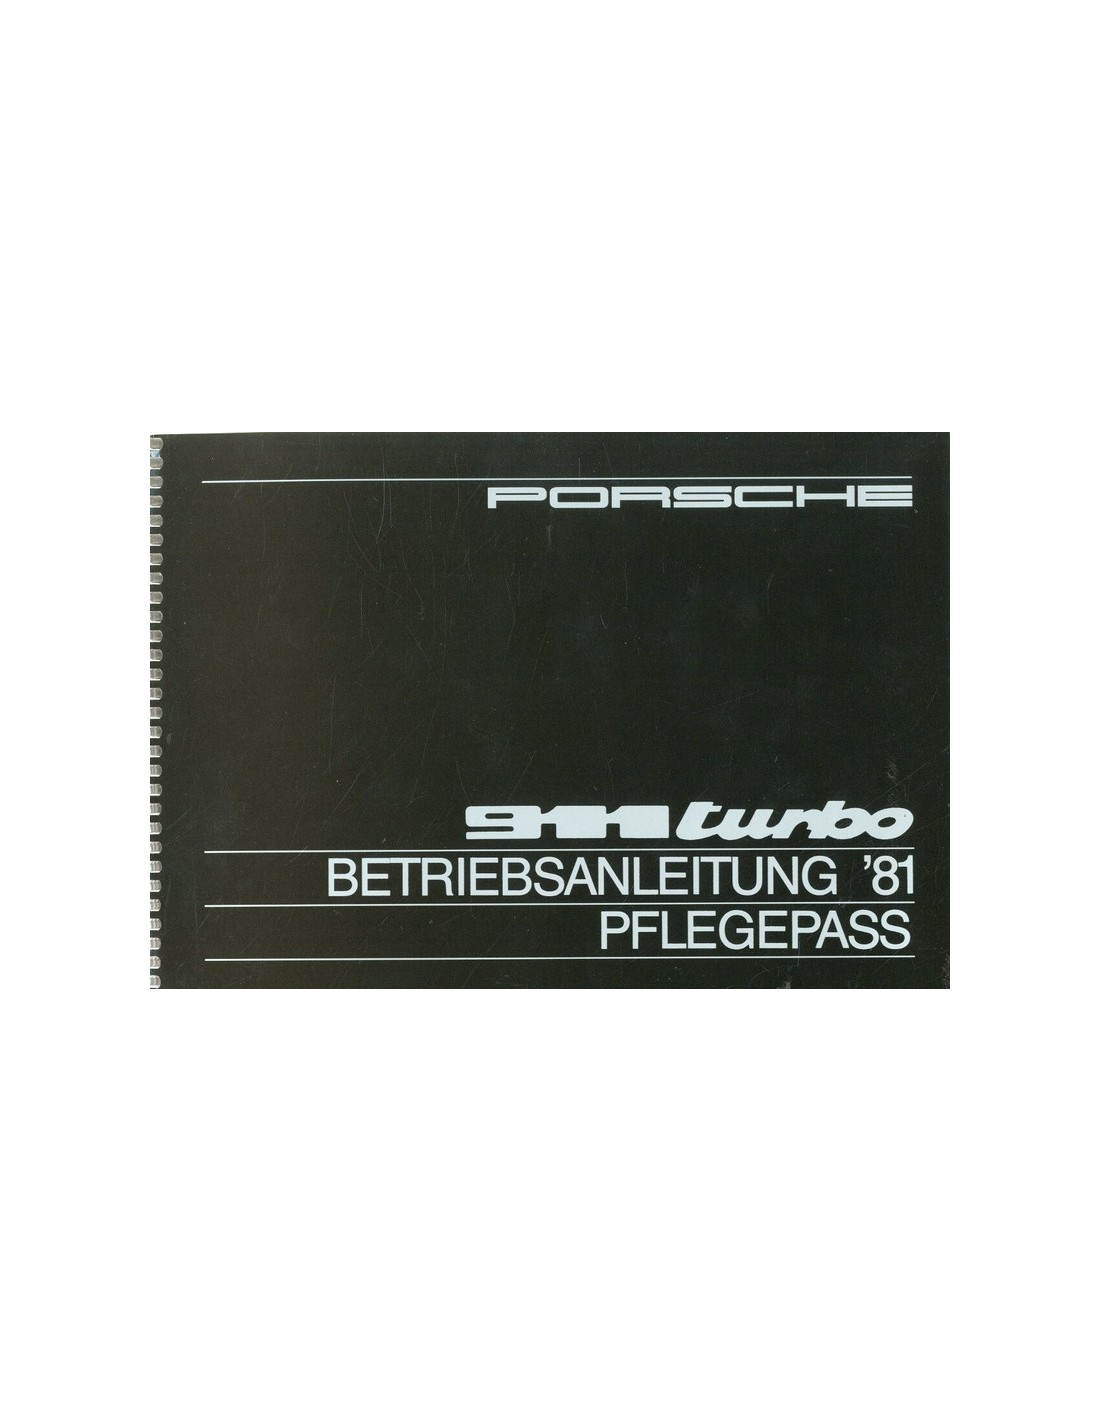 PORSCHE
911 turbo
BETRIEBSANLEITUNG '81
PFLEGEPASS